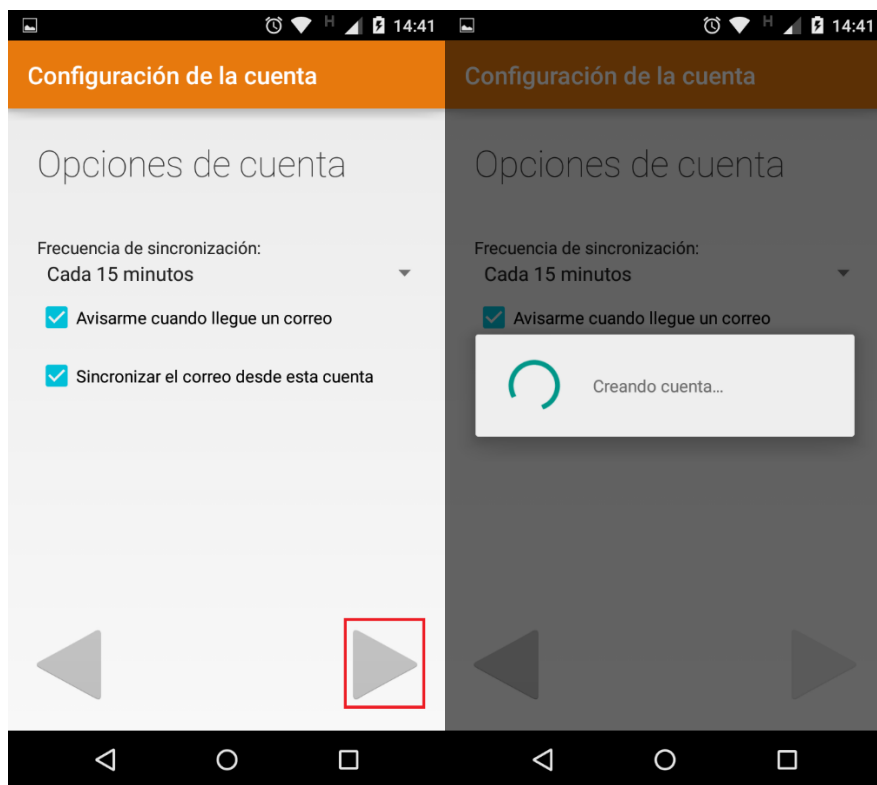 H 14:41
Configuración de la cuenta
Opciones de cuenta
Frecuencia de sincronización:
Cada 15 minutos
Avisarme cuando llegue un correo
Sincronizar el correo desde esta cuenta
H 14:41
Configuración de la cuenta
Opciones de cuenta
Frecuencia de sincronización:
Cada 15 minutos
Avisarme cuando llegue un correo
Creando cuenta...